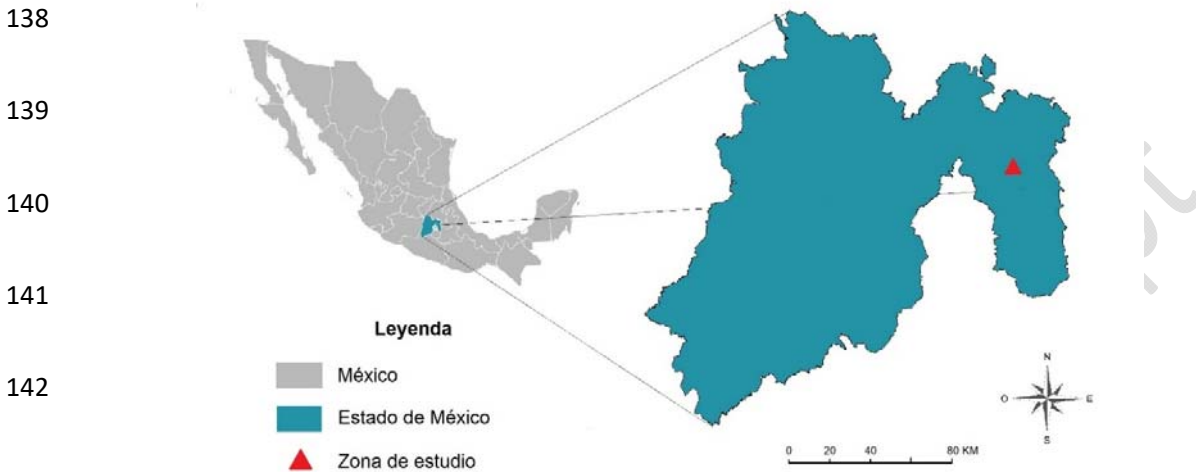 138
139
140
141
142
Leyenda
México
Estado de México
Zona de estudio
N
O
E
S
0 20 40 80 KM